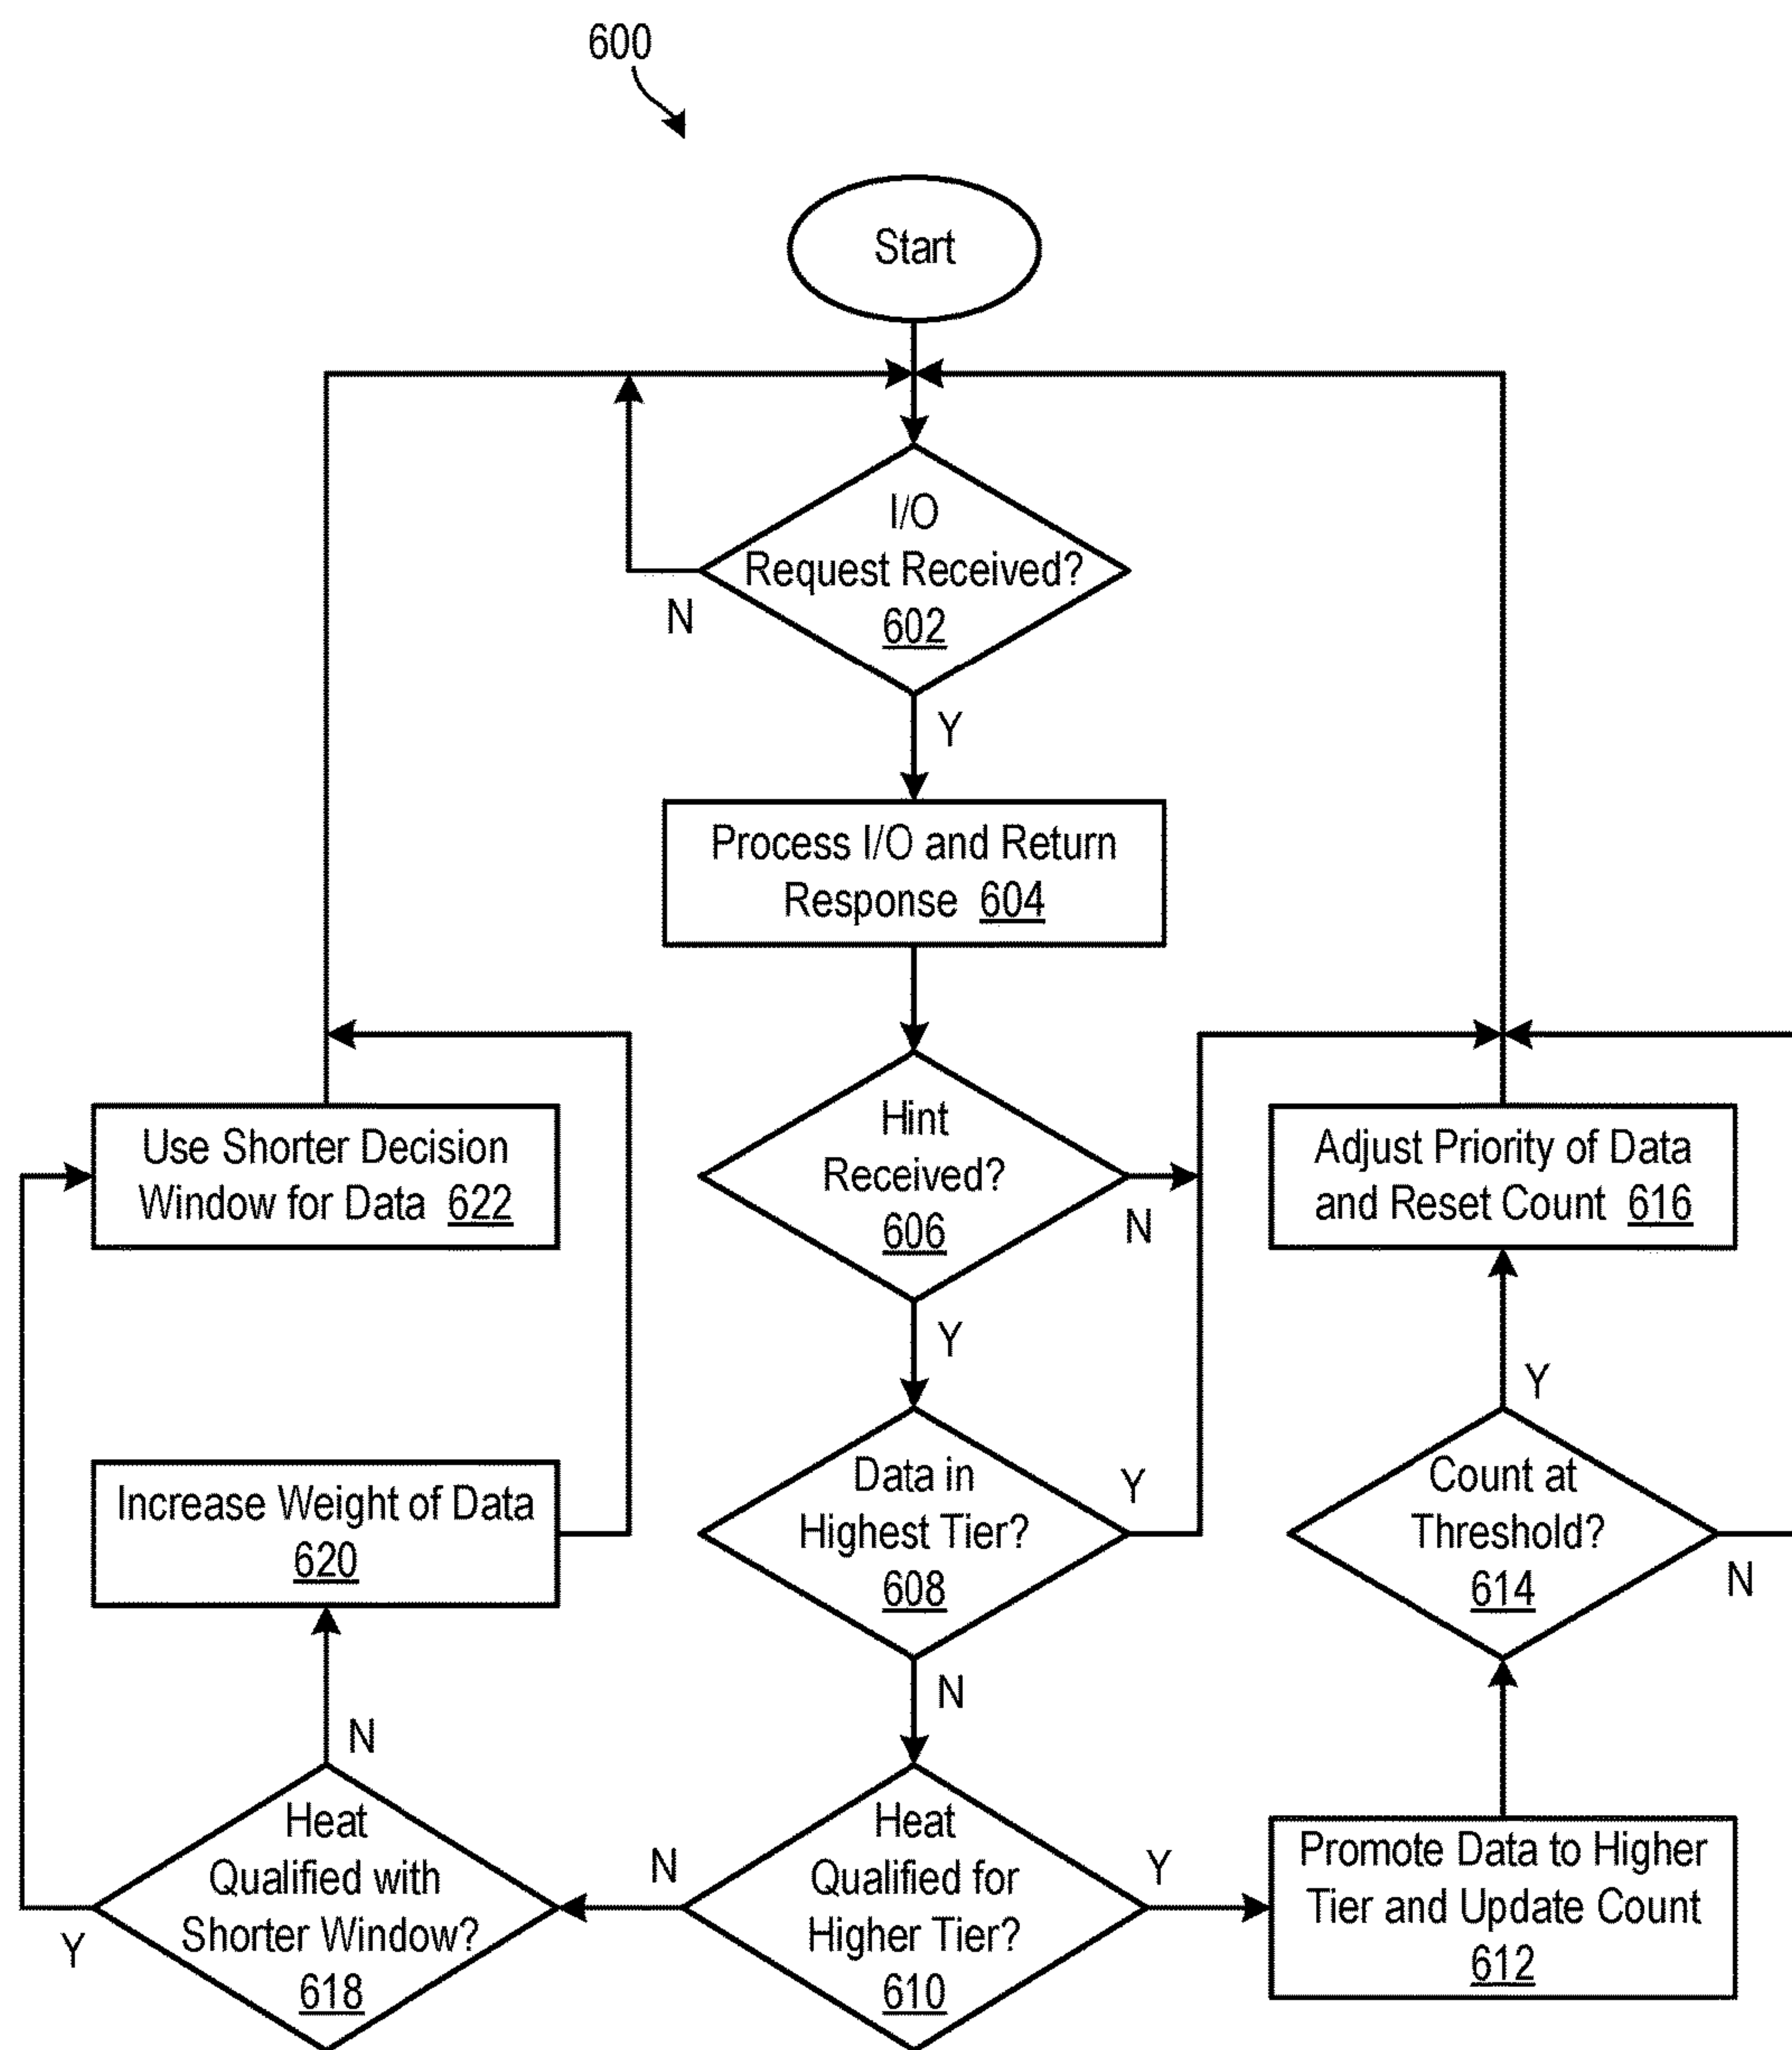 600
Start
I/O
Request Received?
602
N
Y
Process I/O and Return
Response 604
Hint
Received?
606
N
Y
Use Shorter Decision
Window for Data 622
Adjust Priority of Data
and Reset Count 616
Increase Weight of Data
620
Data in
Highest Tier?
608
Y
N
Y
Count at
Threshold?
614
N
Heat
Qualified with
Shorter Window?
618
N
Y
Heat
Qualified for
Higher Tier?
610
N
Y
Promote Data to Higher
Tier and Update Count
612